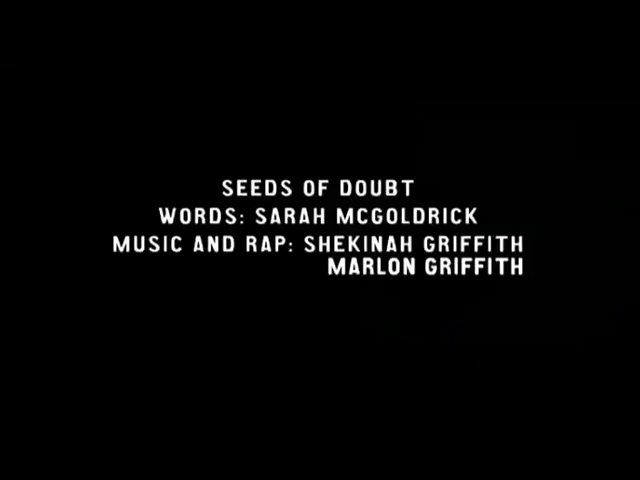 SEEDS OF DOUBT
WORDS: SARAH MCGOLDRICK
MUSIC AND RAP: SHEKINAH GRIFFITH
MARLON GRIFFITH